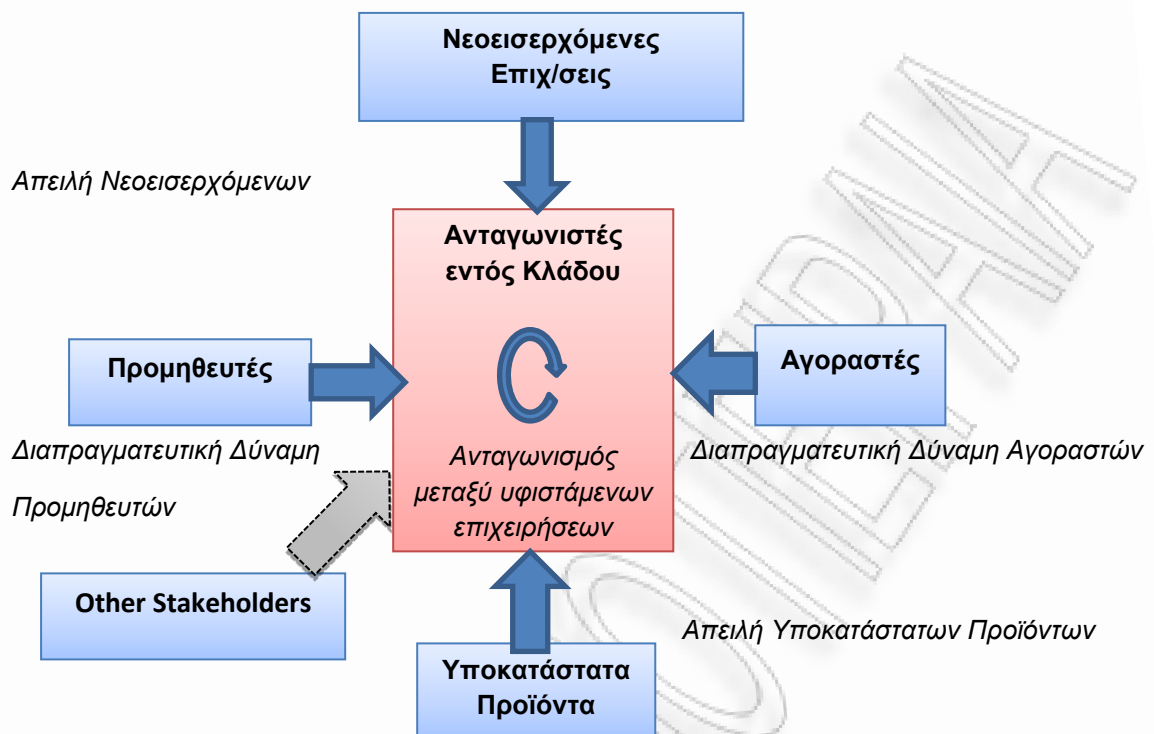 Νεοεισερχόμενες
Επιχ/σεις
Απειλή Νεοεισερχόμενων
Ανταγωνιστές
εντός Κλάδου
Προμηθευτές
Αγοραστές
Διαπραγματευτική Δύναμη
Προμηθευτών
Ανταγωνισμός
μεταξύ υφιστάμενων
επιχειρήσεων
Διαπραγματευτική Δύναμη Αγοραστών
Other Stakeholders
Απειλή Υποκατάστατων Προϊόντων
Υποκατάστατα
Προϊόντα